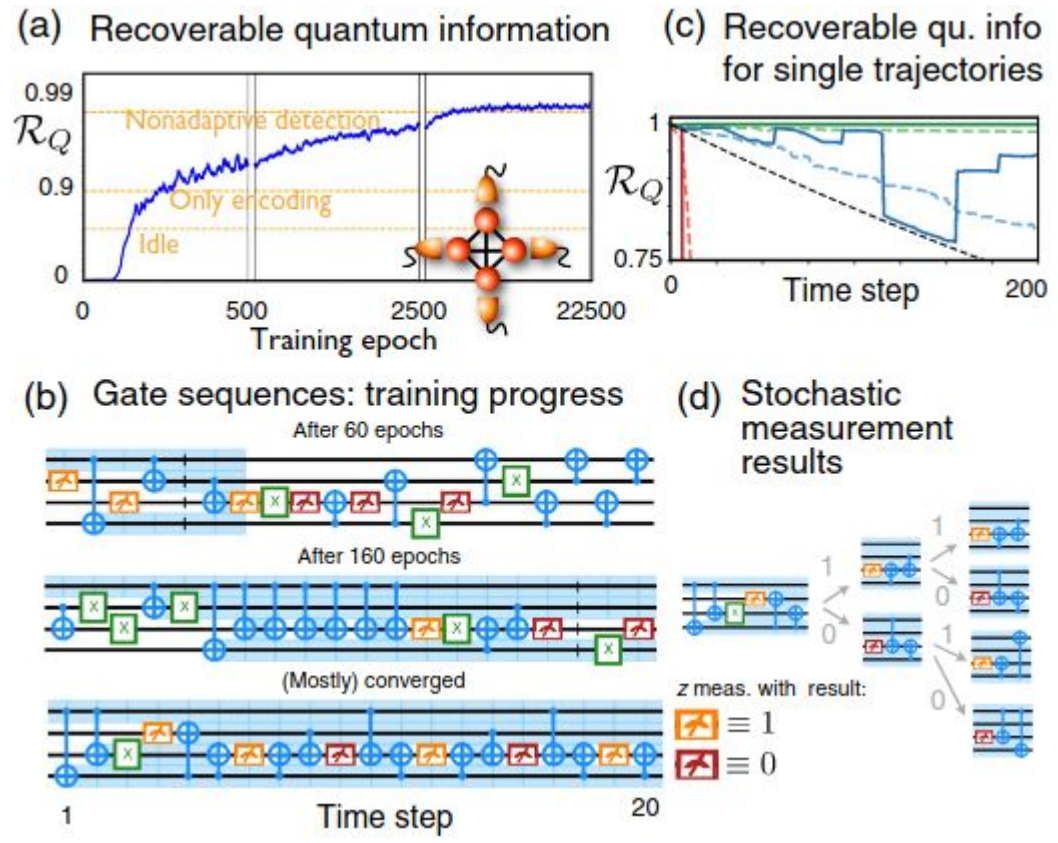 (a) Recoverable quantum information
0.99
Nonadaptive detection
R_Q
0.9
Only encoding
Idle
0
0 500 2500 22500
Training epoch
(c) Recoverable qu. info
for single trajectories
1
R_Q
0.75
0 Time step 200
(b) Gate sequences: training progress
After 60 epochs
X X X
After 160 epochs
X X X X X
(Mostly) converged
X
1 Time step 20
(d) Stochastic
measurement
results
1
1
0
X
0
1
0
z meas. with result:
≡ 1
≡ 0